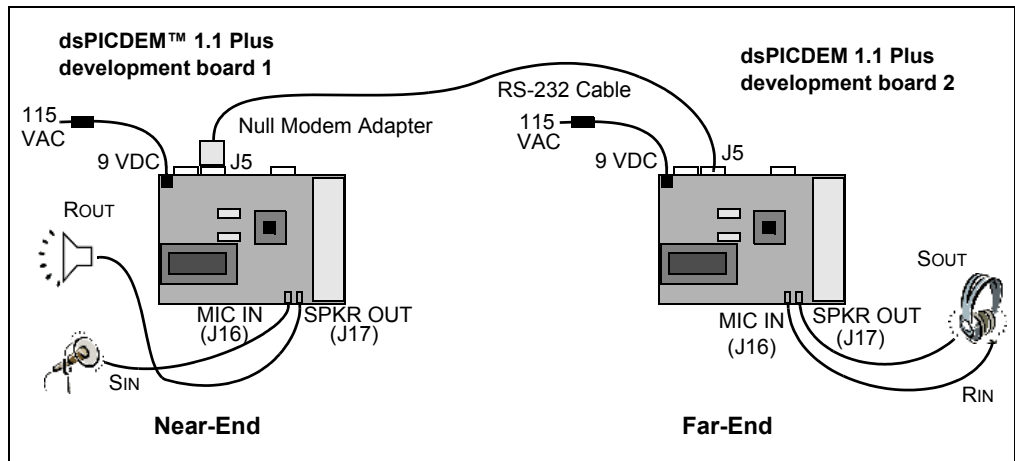 dsPICDEM™ 1.1 Plus
development board 1
dsPICDEM 1.1 Plus
development board 2
RS-232 Cable
115
VAC
Null Modem Adapter
115
VAC
9 VDC
J5
9 VDC
J5
ROUT
SOUT
MIC IN
(J16)
SPKR OUT
(J17)
MIC IN
(J16)
SPKR OUT
(J17)
SIN
RIN
Near-End
Far-End